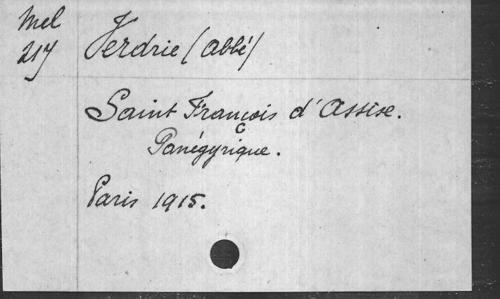 Mel
217
Verdrie (Abbé)
Saint François d'Assise.
Panégyrique.
Paris 1915.